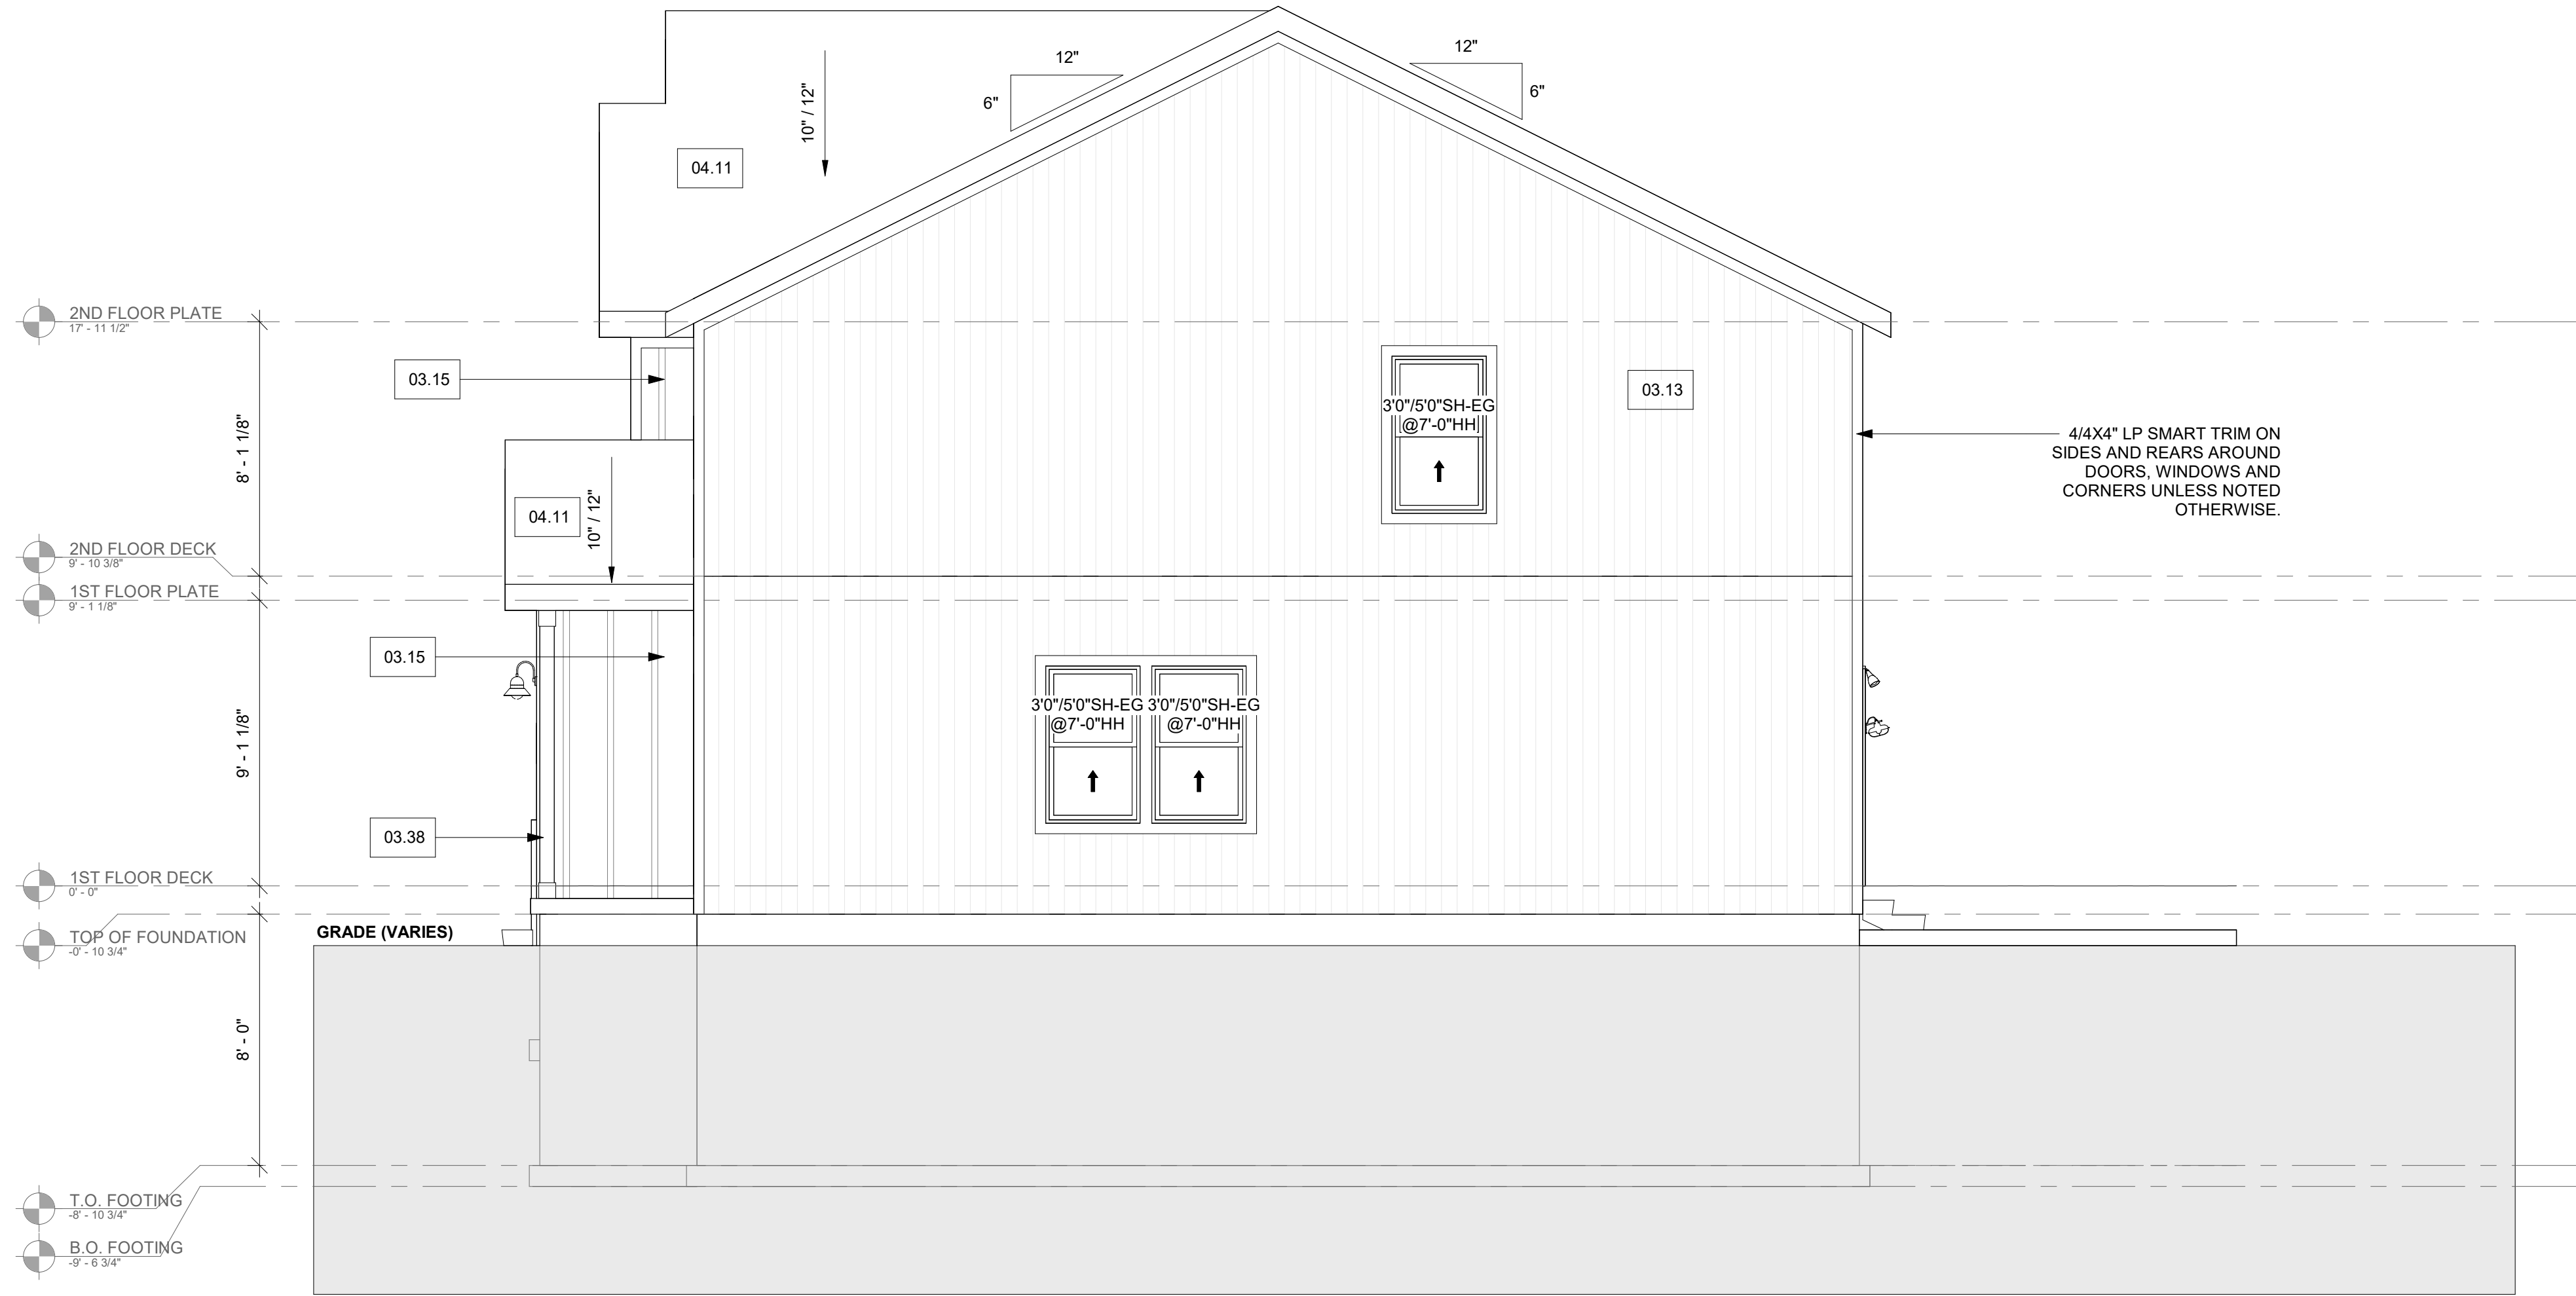 12"
6"
12"
6"
10" / 12"
04.11
2ND FLOOR PLATE
17' - 11 1/2"
03.15
3'0"/5'0"SH-EG
@7'-0"HH
03.13
4/4X4" LP SMART TRIM ON
SIDES AND REARS AROUND
DOORS, WINDOWS AND
CORNERS UNLESS NOTED
OTHERWISE.
8' - 1 1/8"
04.11
10" / 12"
2ND FLOOR DECK
9' - 10 3/8"
1ST FLOOR PLATE
9' - 1 1/8"
03.15
3'0"/5'0"SH-EG
@7'-0"HH
3'0"/5'0"SH-EG
@7'-0"HH
9' - 1 1/8"
03.38
1ST FLOOR DECK
0' - 0"
TOP OF FOUNDATION
-0' - 10 3/4"
GRADE (VARIES)
8' - 0"
T.O. FOOTING
-8' - 10 3/4"
B.O. FOOTING
-9' - 6 3/4"